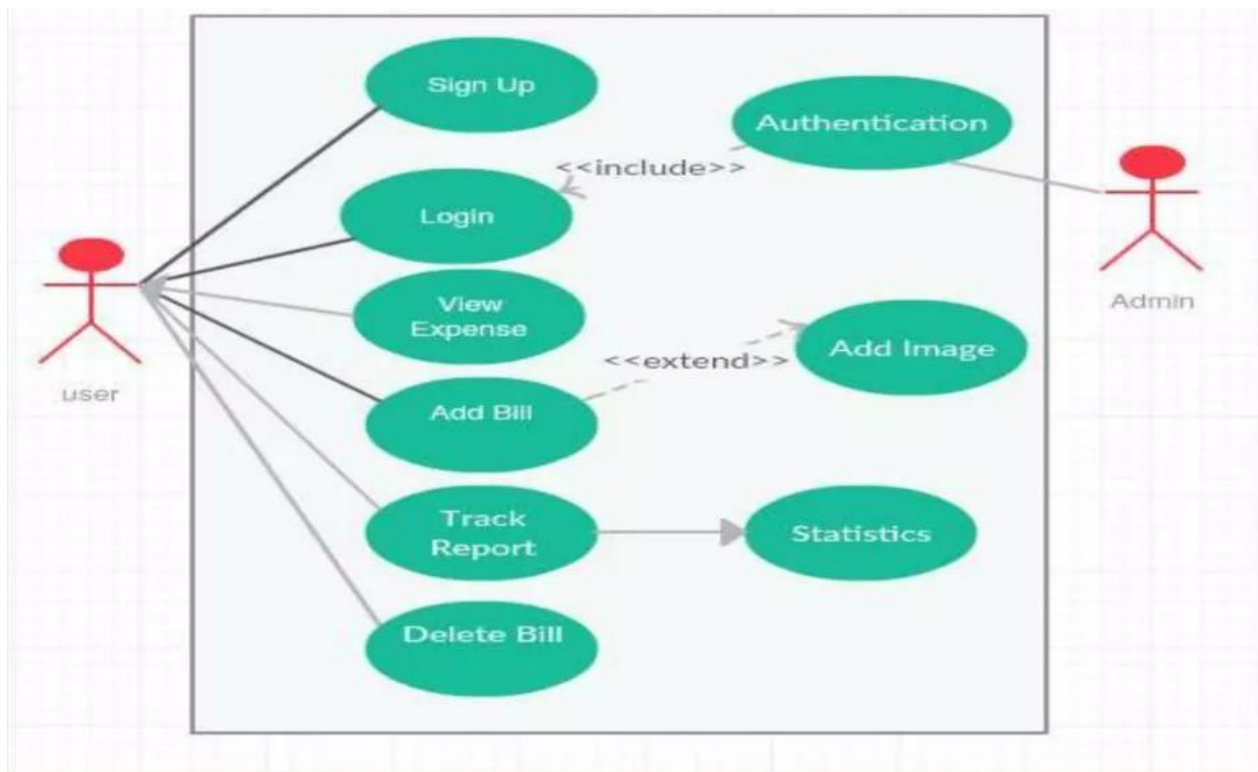 Sign Up
Authentication
<<include>>
Login
View
Expense
<<extend>>
Add Image
Add Bill
Track
Report
Statistics
Delete Bill
user
Admin